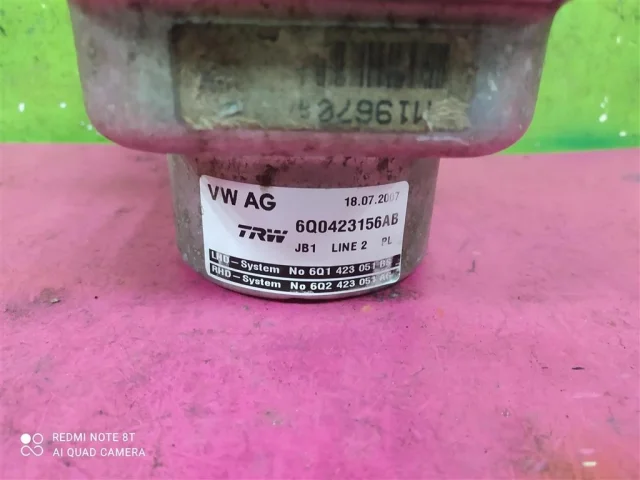 M19670
VW AG 18.07.2007
TRW 6Q0423156AB
JB1 LINE 2 PL
LHD-System No 6Q1 423 051
RHD-System No 6Q2 423 051
REDMI NOTE 8T
AI QUAD CAMERA